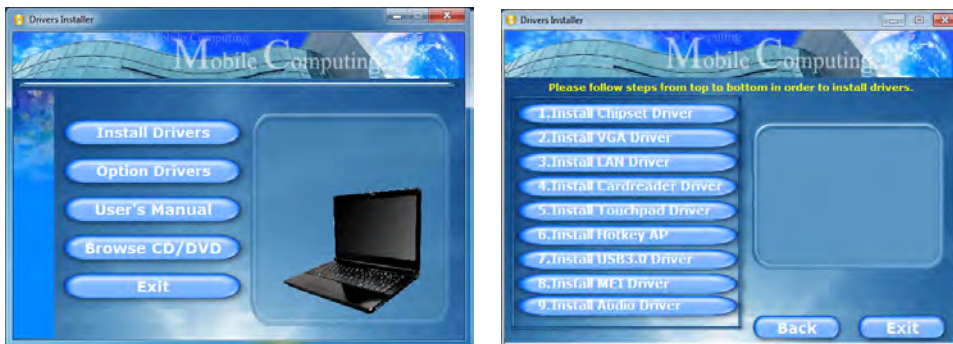 Drivers Installer
Mobile Computing
Mobile Computing
Install Drivers
Option Drivers
User's Manual
Browse CD/DVD
Exit
Drivers Installer
Mobile Computing
Please follow steps from top to bottom in order to install drivers.
1.Install Chipset Driver
2.Install VGA Driver
3.Install LAN Driver
4.Install Cardreader Driver
5.Install Touchpad Driver
6.Install Hotkey AP
7.Install USB3.0 Driver
8.Install MEI Driver
9.Install Audio Driver
Back
Exit